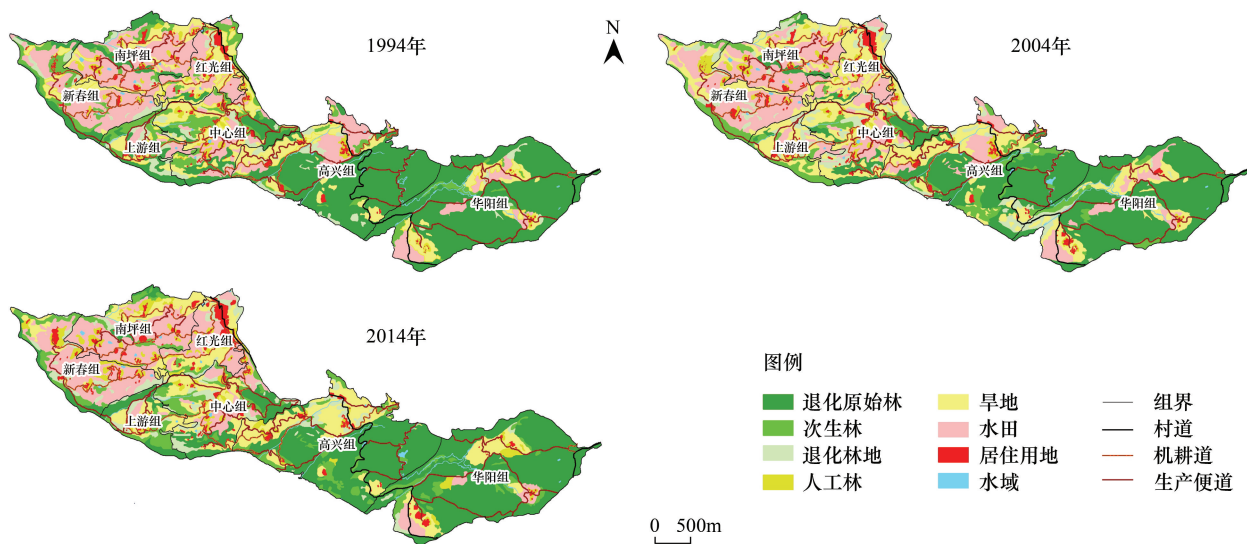 1994年
南坪组
红光组
新春组
中心组
上游组
高兴组
华阳组
N
2004年
南坪组
红光组
新春组
中心组
上游组
高兴组
华阳组
2014年
南坪组
红光组
新春组
中心组
上游组
高兴组
华阳组
图例
退化原始林 旱地 组界
次生林 水田 村道
退化林地 居住用地 机耕道
人工林 水域 生产便道
0 500m